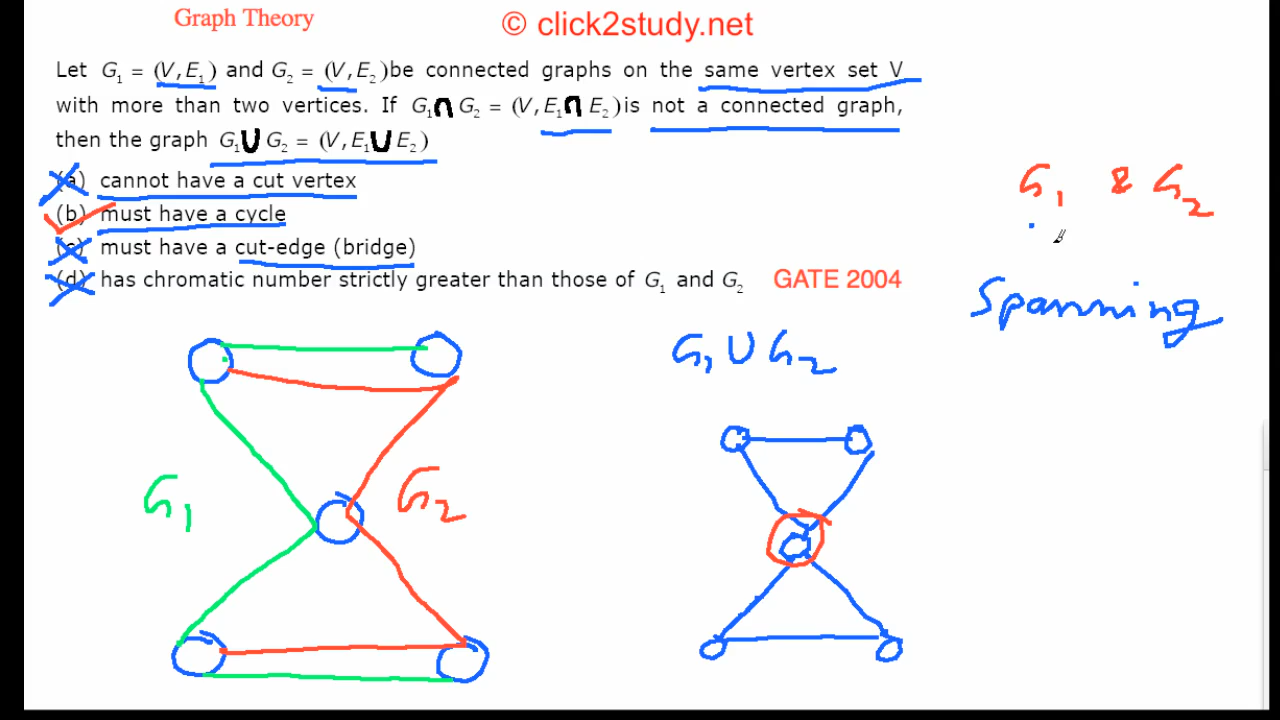 Graph Theory
© click2study.net
Let G₁ = (V,E₁) and G₂ = (V,E₂)be connected graphs on the same vertex set V
with more than two vertices. If G₁∩ G₂ = (V,E₁∩ E₂)is not a connected graph,
then the graph G₁∪ G₂ = (V,E₁∪ E₂)
(a) cannot have a cut vertex
(b) must have a cycle
(c) must have a cut-edge (bridge)
(d) has chromatic number strictly greater than those of G₁ and G₂ GATE 2004
G₁ & G₂
Spanning
G₁ ∪ G₂
G₁
G₂